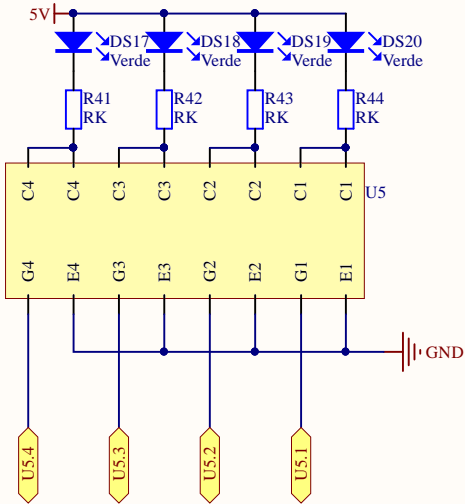 5V
DS17 DS18 DS19 DS20
Verde Verde Verde Verde
R41 R42 R43 R44
RK RK RK RK
C4 C4 C3 C3 C2 C2 C1 C1 U5
G4 E4 G3 E3 G2 E2 G1 E1
GND
U5.4 U5.3 U5.2 U5.1